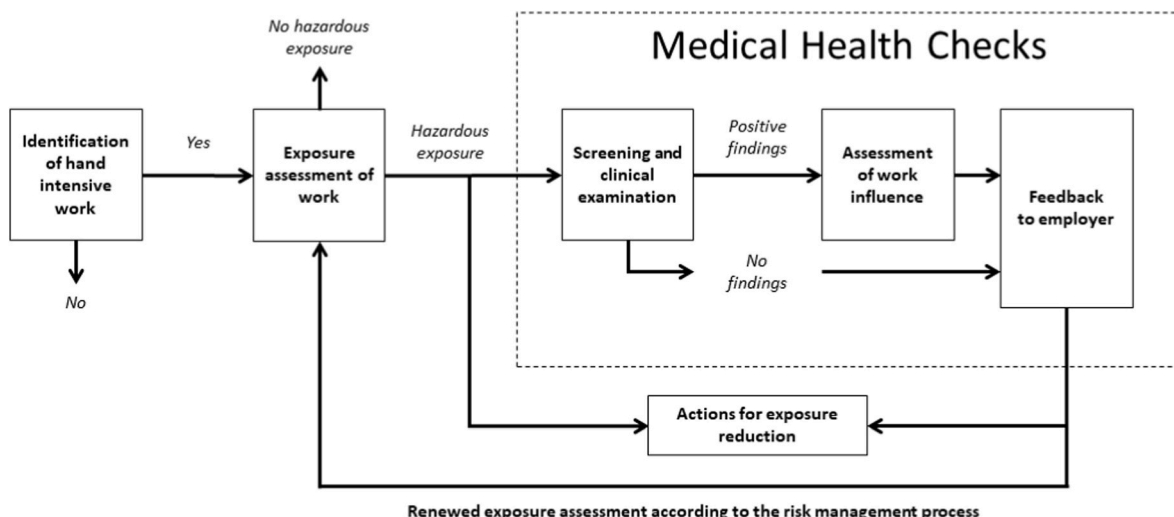 No hazardous
exposure
Medical Health Checks
Identification
of hand
intensive
work
Yes
Exposure
assessment of
work
Hazardous
exposure
Screening and
clinical
examination
Positive
findings
Assessment
of work
influence
Feedback
to employer
No
No
findings
Actions for exposure
reduction
Renewed exposure assessment according to the risk management process